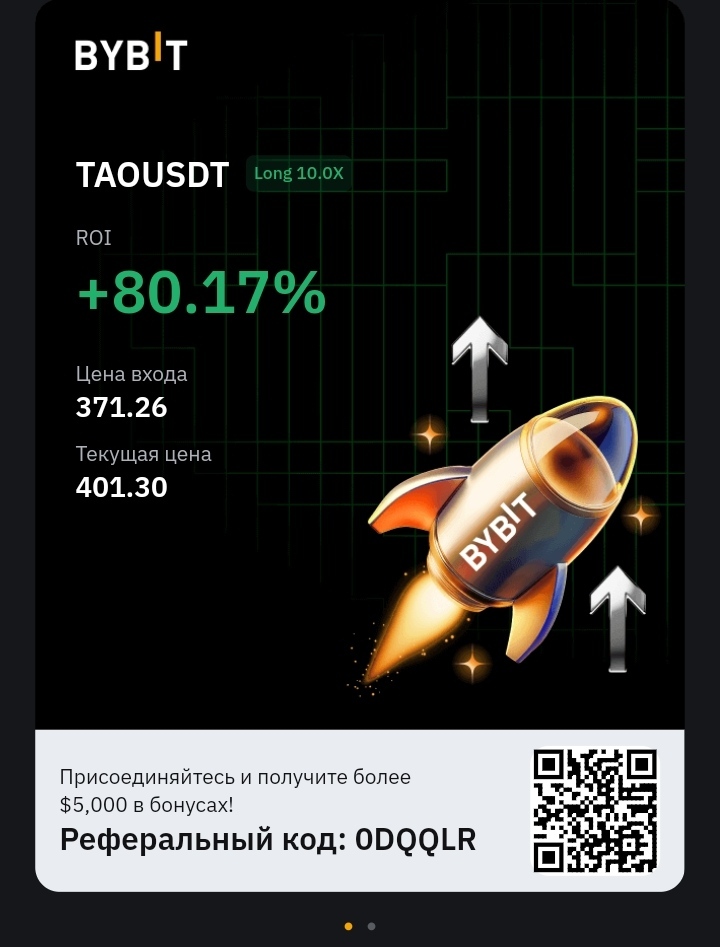 BYBIT
TAOUSDT Long 10.0X
ROI
+80.17%
Цена входа
371.26
Текущая цена
401.30
BYBIT
Присоединяйтесь и получите более
$5,000 в бонусах!
Реферальный код: 0DQQLR